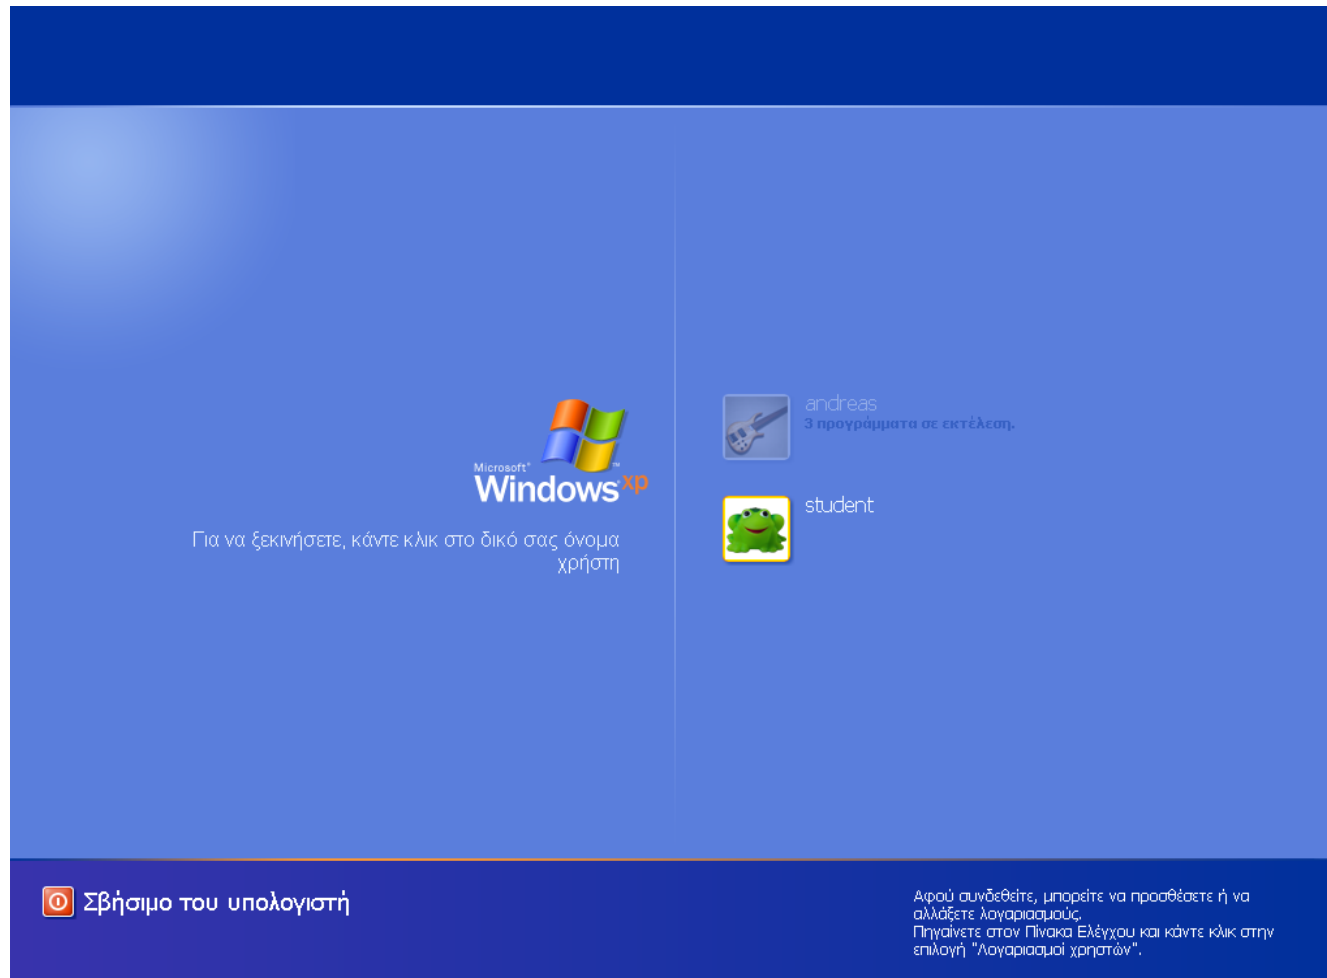 Microsoft®
Windows xp ™
Για να ξεκινήσετε, κάντε κλικ στο δικό σας όνομα
χρήστη
andreas
3 προγράμματα σε εκτέλεση.
student
Σβήσιμο του υπολογιστή
Αφού συνδεθείτε, μπορείτε να προσθέσετε ή να
αλλάξετε λογαριασμούς.
Πηγαίνετε στον Πίνακα Ελέγχου και κάντε κλικ στην
επιλογή "Λογαριασμοί χρηστών".